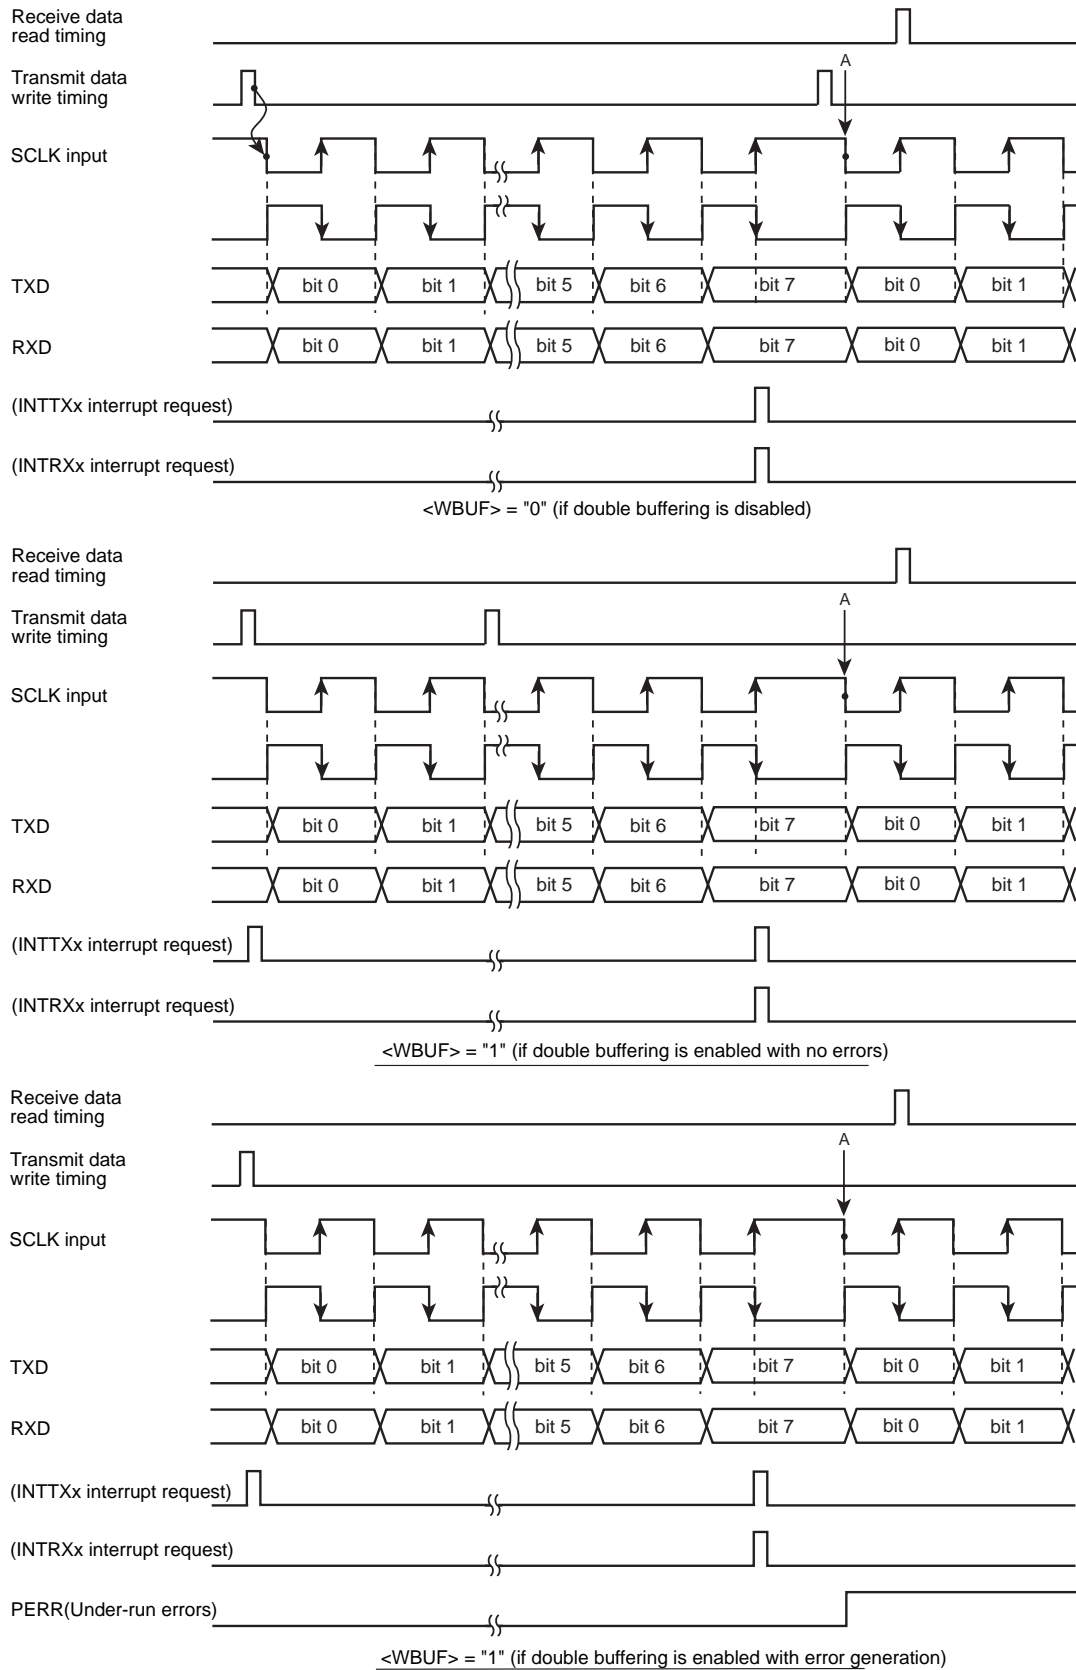 Receive data
read timing
Transmit data
write timing
A
SCLK input
TXD
bit 0 bit 1 bit 5 bit 6 bit 7 bit 0 bit 1
RXD
bit 0 bit 1 bit 5 bit 6 bit 7 bit 0 bit 1
(INTTXx interrupt request)
(INTRXx interrupt request)
<WBUF> = "0" (if double buffering is disabled)
Receive data
read timing
Transmit data
write timing
A
SCLK input
TXD
bit 0 bit 1 bit 5 bit 6 bit 7 bit 0 bit 1
RXD
bit 0 bit 1 bit 5 bit 6 bit 7 bit 0 bit 1
(INTTXx interrupt request)
(INTRXx interrupt request)
<WBUF> = "1" (if double buffering is enabled with no errors)
Receive data
read timing
Transmit data
write timing
A
SCLK input
TXD
bit 0 bit 1 bit 5 bit 6 bit 7 bit 0 bit 1
RXD
bit 0 bit 1 bit 5 bit 6 bit 7 bit 0 bit 1
(INTTXx interrupt request)
(INTRXx interrupt request)
PERR(Under-run errors)
<WBUF> = "1" (if double buffering is enabled with error generation)